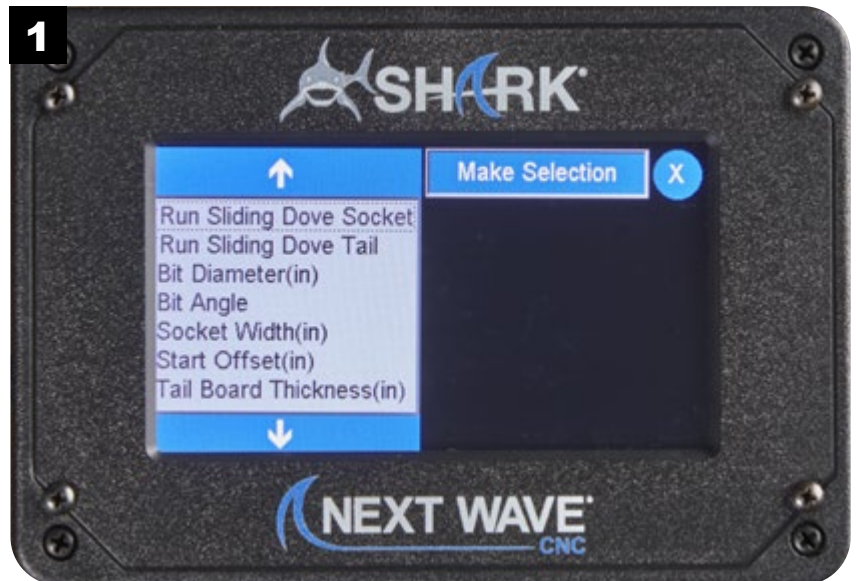 1
SHARK
Make Selection
X
Run Sliding Dove Socket
Run Sliding Dove Tail
Bit Diameter(in)
Bit Angle
Socket Width(in)
Start Offset(in)
Tail Board Thickness(in)
NEXT WAVE
CNC